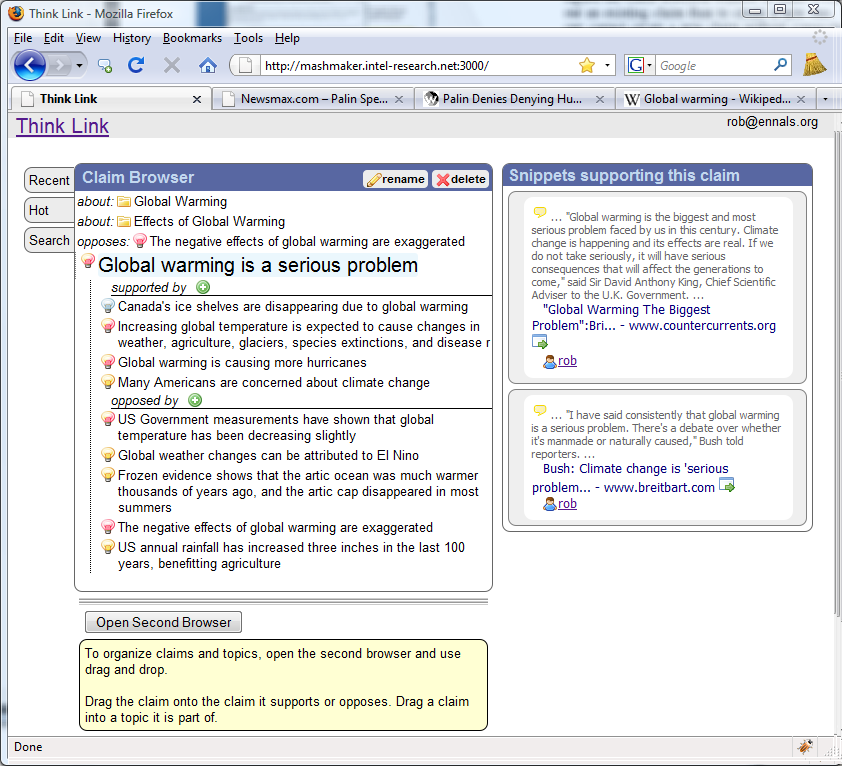 Think Link - Mozilla Firefox
File Edit View History Bookmarks Tools Help
http://mashmaker.intel-research.net:3000/
G Google
Think Link
Newsmax.com – Palin Spe...
Palin Denies Denying Hu...
W Global warming - Wikiped...
Think Link
rob@ennals.org
Recent
Hot
Search
Claim Browser
rename
delete
about: Global Warming
about: Effects of Global Warming
opposes: The negative effects of global warming are exaggerated
Global warming is a serious problem
supported by
Canada's ice shelves are disappearing due to global warming
Increasing global temperature is expected to cause changes in
weather, agriculture, glaciers, species extinctions, and disease r
Global warming is causing more hurricanes
Many Americans are concerned about climate change
opposed by
US Government measurements have shown that global
temperature has been decreasing slightly
Global weather changes can be attributed to El Nino
Frozen evidence shows that the artic ocean was much warmer
thousands of years ago, and the artic cap disappeared in most
summers
The negative effects of global warming are exaggerated
US annual rainfall has increased three inches in the last 100
years, benefitting agriculture
Open Second Browser
To organize claims and topics, open the second browser and use
drag and drop.
Drag the claim onto the claim it supports or opposes. Drag a claim
into a topic it is part of.
Snippets supporting this claim
... "Global warming is the biggest and most
serious problem faced by us in this century. Climate
change is happening and its effects are real. If we
do not take seriously, it will have serious
consequences that will affect the generations to
come," said Sir David Anthony King, Chief Scientific
Adviser to the U.K. Government. ...
"Global Warming The Biggest
Problem":Bri... - www.countercurrents.org
rob
... "I have said consistently that global warming
is a serious problem. There's a debate over whether
it's manmade or naturally caused," Bush told
reporters. ...
Bush: Climate change is 'serious
problem... - www.breitbart.com
rob
Done